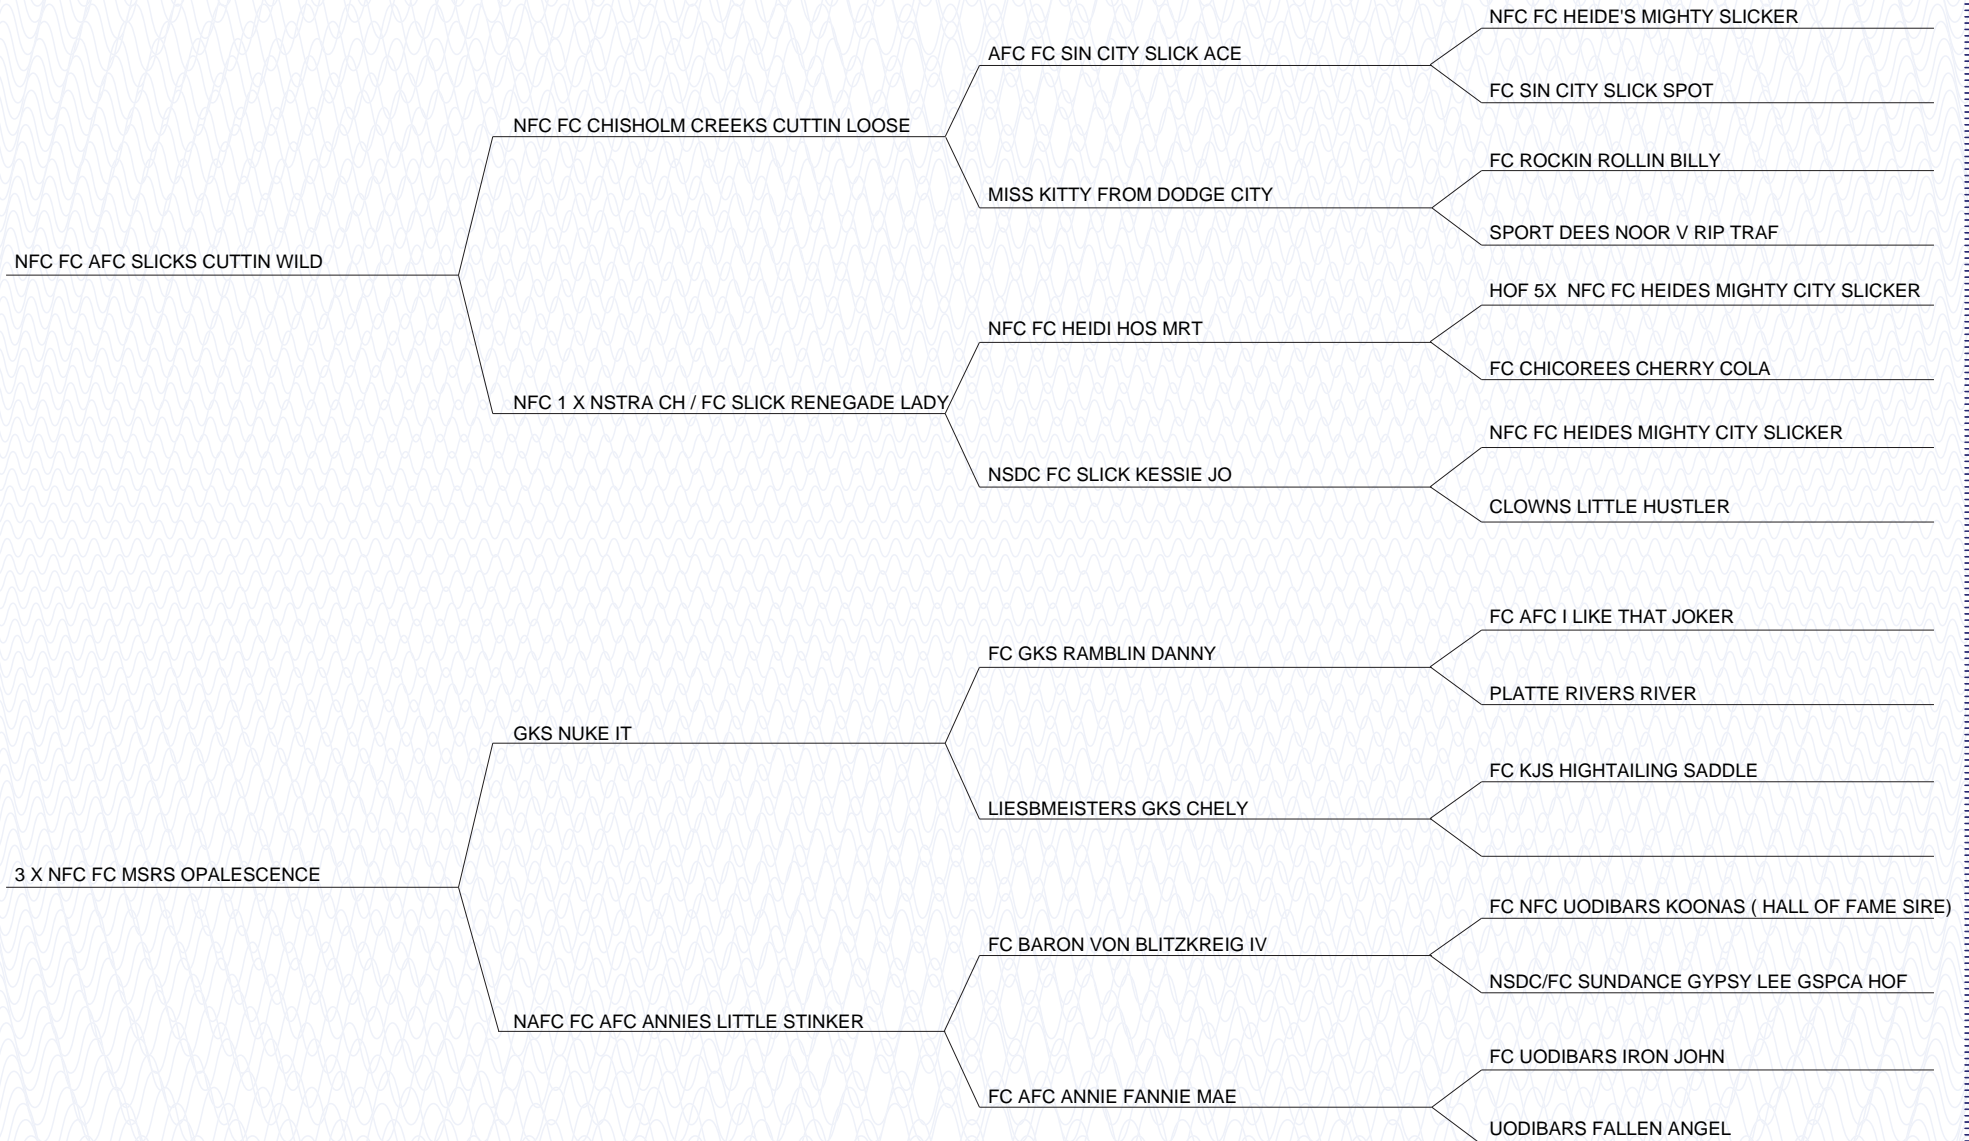 NFC FC HEIDE'S MIGHTY SLICKER
AFC FC SIN CITY SLICK ACE
FC SIN CITY SLICK SPOT
NFC FC CHISHOLM CREEKS CUTTIN LOOSE
FC ROCKIN ROLLIN BILLY
MISS KITTY FROM DODGE CITY
SPORT DEES NOOR V RIP TRAF
NFC FC AFC SLICKS CUTTIN WILD
HOF 5X  NFC FC HEIDES MIGHTY CITY SLICKER
NFC FC HEIDI HOS MRT
FC CHICOREES CHERRY COLA
NFC 1 X NSTRA CH / FC SLICK RENEGADE LADY
NFC FC HEIDES MIGHTY CITY SLICKER
NSDC FC SLICK KESSIE JO
CLOWNS LITTLE HUSTLER
FC AFC I LIKE THAT JOKER
FC GKS RAMBLIN DANNY
PLATTE RIVERS RIVER
GKS NUKE IT
FC KJS HIGHTAILING SADDLE
LIESBMEISTERS GKS CHELY
3 X NFC FC MSRS OPALESCENCE
FC NFC UODIBARS KOONAS ( HALL OF FAME SIRE)
FC BARON VON BLITZKREIG IV
NSDC/FC SUNDANCE GYPSY LEE GSPCA HOF
NAFC FC AFC ANNIES LITTLE STINKER
FC UODIBARS IRON JOHN
FC AFC ANNIE FANNIE MAE
UODIBARS FALLEN ANGEL